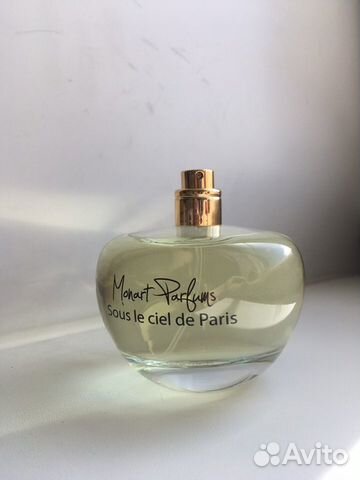 Monart Parfums
Sous le ciel de Paris
Avito